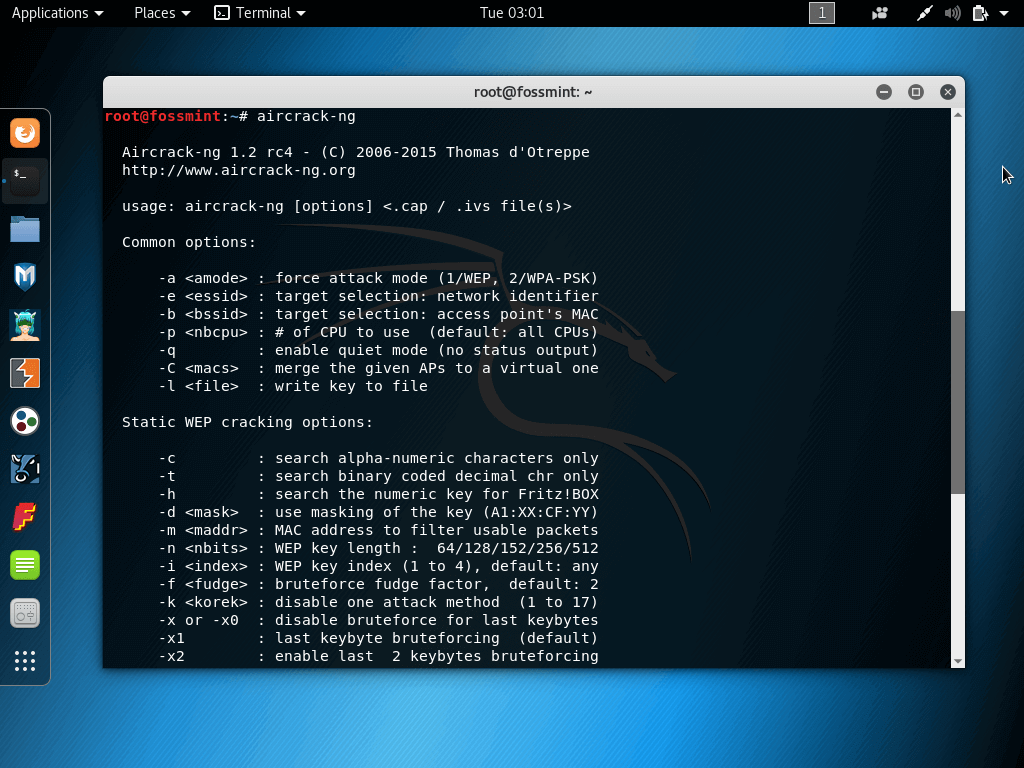 Applications Places Terminal Tue 03:01 1
root@fossmint: ~
root@fossmint:~# aircrack-ng
Aircrack-ng 1.2 rc4 - (C) 2006-2015 Thomas d'Otreppe
http://www.aircrack-ng.org
usage: aircrack-ng [options] <.cap / .ivs file(s)>
Common options:
-a <amode> : force attack mode (1/WEP, 2/WPA-PSK)
-e <essid> : target selection: network identifier
-b <bssid> : target selection: access point's MAC
-p <nbcpu> : # of CPU to use  (default: all CPUs)
-q         : enable quiet mode (no status output)
-C <macs>  : merge the given APs to a virtual one
-l <file>  : write key to file
Static WEP cracking options:
-c         : search alpha-numeric characters only
-t         : search binary coded decimal chr only
-h         : search the numeric key for Fritz!BOX
-d <mask>  : use masking of the key (A1:XX:CF:YY)
-m <maddr> : MAC address to filter usable packets
-n <nbits> : WEP key length :  64/128/152/256/512
-i <index> : WEP key index (1 to 4), default: any
-f <fudge> : bruteforce fudge factor,  default: 2
-k <korek> : disable one attack method  (1 to 17)
-x or -x0  : disable bruteforce for last keybytes
-x1        : last keybyte bruteforcing  (default)
-x2        : enable last  2 keybytes bruteforcing